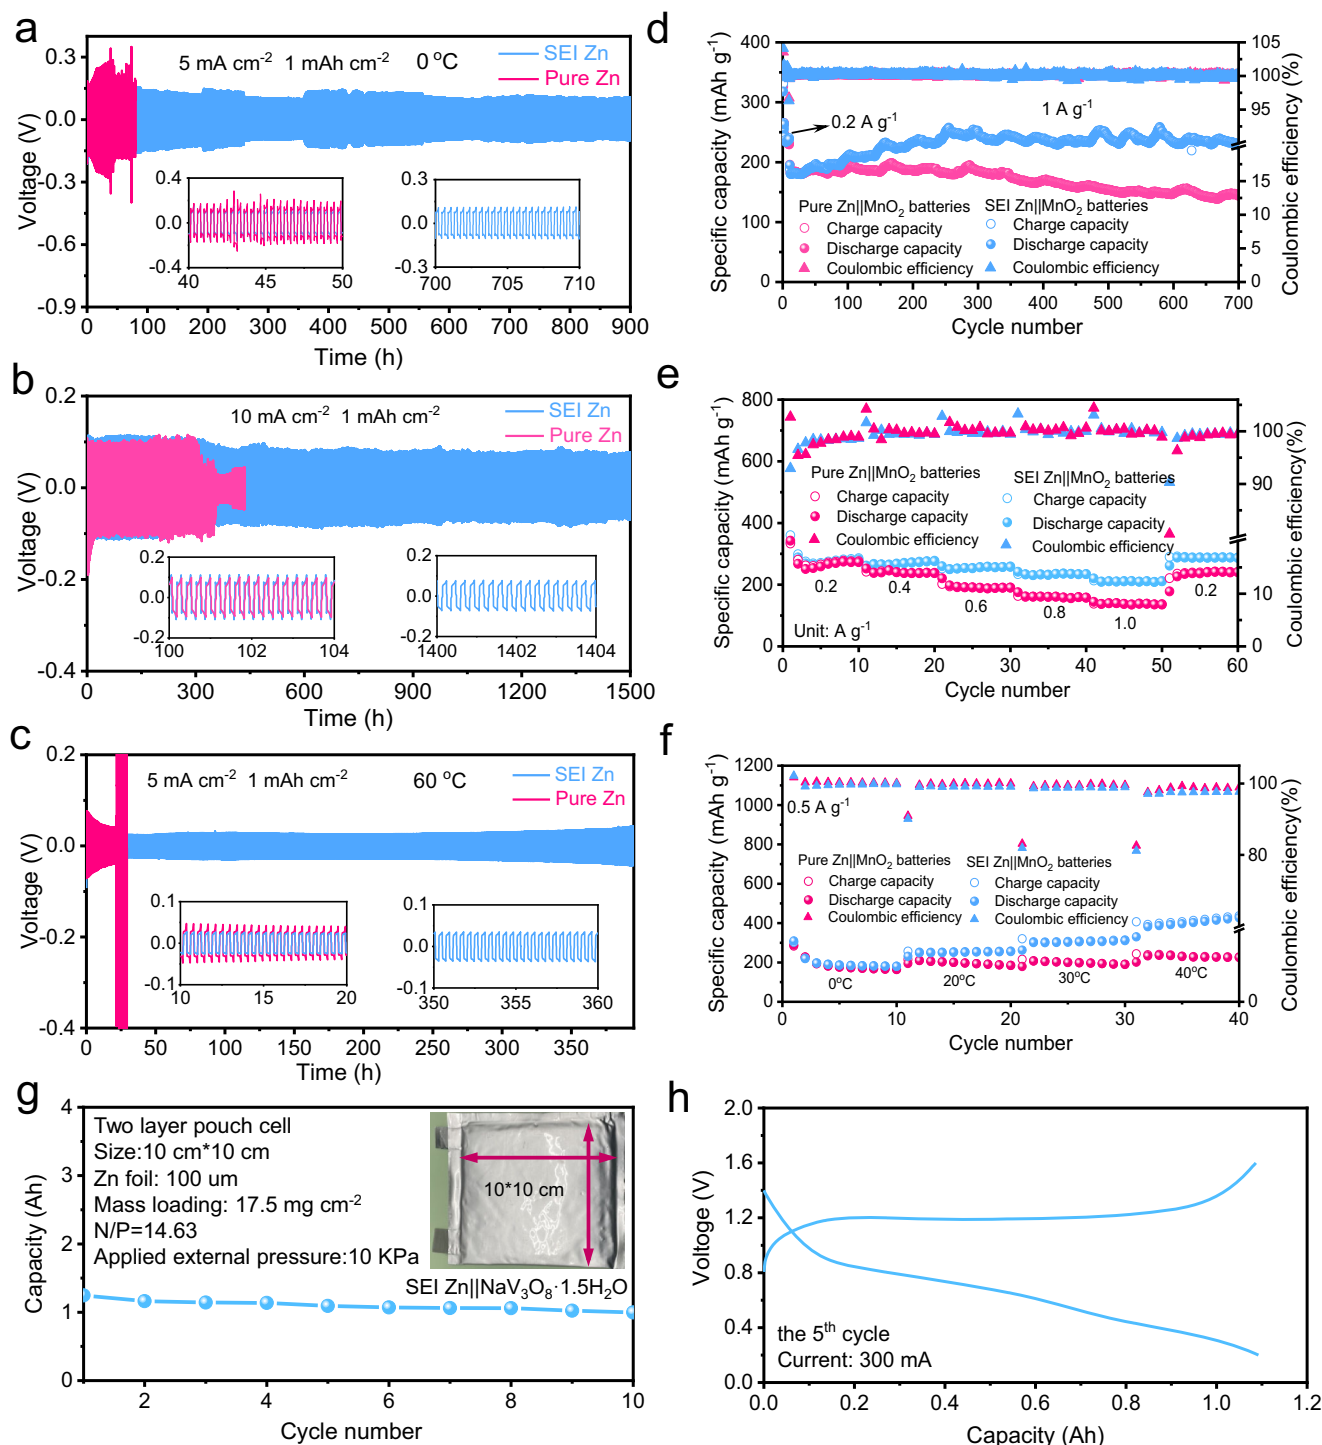 a
5 mA cm-2 1 mAh cm-2 0 oC
SEI Zn
Pure Zn
Voltage (V)
0.3
0.0
-0.3
-0.6
-0.9
0.4
0.2
0.0
-0.4
40
45
50
0.3
0.0
-0.3
700
705
710
0
100
200
300
400
500
600
700
800
900
Time (h)
b
10 mA cm-2 1 mAh cm-2
SEI Zn
Pure Zn
Voltage (V)
0.2
0.0
-0.2
-0.4
0.2
0.0
-0.2
100
102
104
0.2
0.0
-0.2
1400
1402
1404
0
300
600
900
1200
1500
Time (h)
c
5 mA cm-2 1 mAh cm-2 60 oC
SEI Zn
Pure Zn
Voltage (V)
0.2
0.0
-0.2
-0.4
0.1
0.0
-0.1
10
15
20
0.1
0.0
-0.1
350
355
360
0
50
100
150
200
250
300
350
Time (h)
d
Specific capacity (mAh g-1)
400
350
300
250
200
150
100
50
0
0.2 A g-1
1 A g-1
Pure Zn||MnO2 batteries
Charge capacity
Discharge capacity
Coulombic efficiency
SEI Zn||MnO2 batteries
Charge capacity
Discharge capacity
Coulombic efficiency
105
100
95
90
15
10
5
0
Coulombic efficiency (%)
0
100
200
300
400
500
600
700
Cycle number
e
Specific capacity (mAh g-1)
800
700
600
500
400
300
200
100
0
Pure Zn||MnO2 batteries
Charge capacity
Discharge capacity
Coulombic efficiency
SEI Zn||MnO2 batteries
Charge capacity
Discharge capacity
Coulombic efficiency
0.2
0.4
0.6
0.8
1.0
0.2
Unit: A g-1
100
90
10
0
Coulombic efficiency(%)
0
10
20
30
40
50
60
Cycle number
f
Specific capacity (mAh g-1)
1200
1100
1000
900
800
700
600
500
400
300
200
100
0
0.5 A g-1
Pure Zn||MnO2 batteries
Charge capacity
Discharge capacity
Coulombic efficiency
SEI Zn||MnO2 batteries
Charge capacity
Discharge capacity
Coulombic efficiency
0oC
20oC
30oC
40oC
100
80
0
Coulombic efficiency(%)
0
10
20
30
40
Cycle number
g
Capacity (Ah)
4
3
2
1
0
Two layer pouch cell
Size:10 cm*10 cm
Zn foil: 100 um
Mass loading: 17.5 mg cm-2
N/P=14.63
Applied external pressure:10 KPa
10*10 cm
SEI Zn||NaV3O8·1.5H2O
2
4
6
8
10
Cycle number
h
Voltoge (V)
2.0
1.6
1.2
0.8
0.4
0.0
the 5th cycle
Current: 300 mA
0.0
0.2
0.4
0.6
0.8
1.0
1.2
Capacity (Ah)